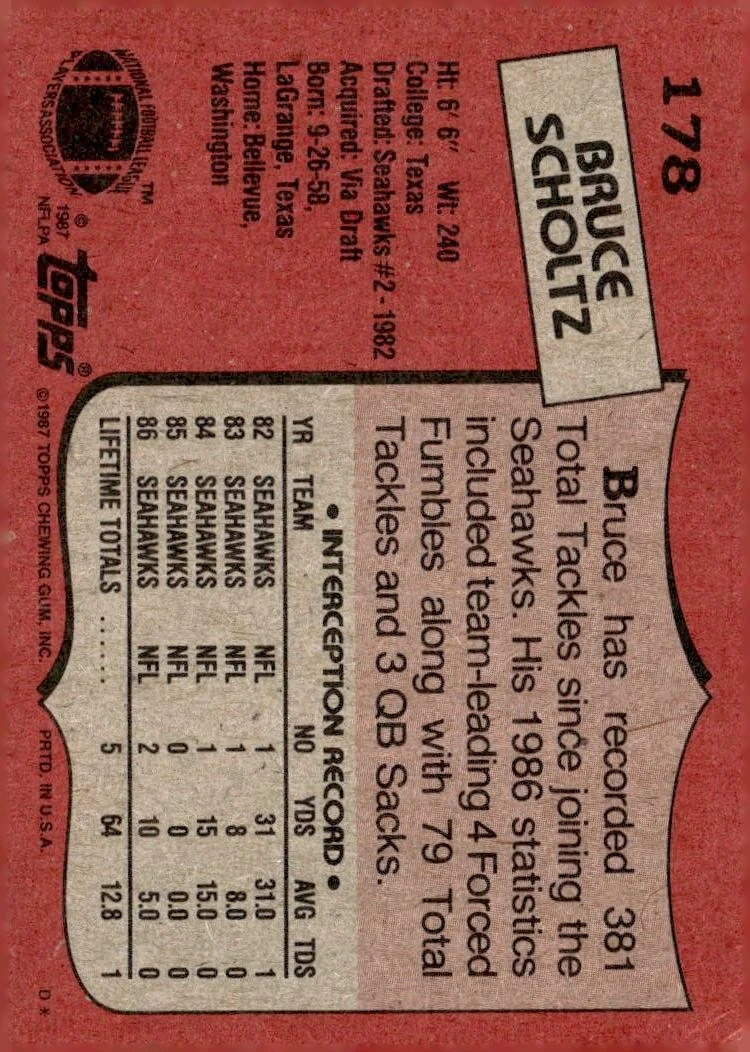 178
BRUCE
SCHOLTZ
Ht: 6'6" Wt: 240
College: Texas
Drafted: Seahawks #2 - 1982
Acquired: Via Draft
Born: 9-26-58,
LaGrange, Texas
Home: Bellevue,
Washington
NATIONAL FOOTBALL LEAGUE
PLAYERS ASSOCIATION
™
© 1987
NFLPA
topps®
Bruce has recorded 381
Total Tackles since joining the
Seahawks. His 1986 statistics
included team-leading 4 Forced
Fumbles along with 79 Total
Tackles and 3 QB Sacks.
• INTERCEPTION RECORD •
YR TEAM NO YDS AVG TDS
82 SEAHAWKS NFL 1 31 31.0 1
83 SEAHAWKS NFL 1 8 8.0 0
84 SEAHAWKS NFL 1 15 15.0 0
85 SEAHAWKS NFL 0 0 0.0 0
86 SEAHAWKS NFL 2 10 5.0 0
LIFETIME TOTALS ...... 5 64 12.8 1
©1987 TOPPS CHEWING GUM, INC. PRTD. IN U.S.A. D*